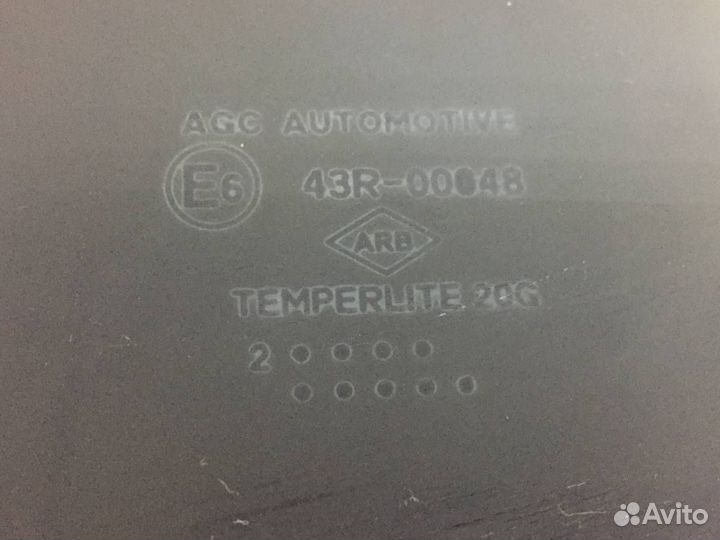 AGC AUTOMOTIVE
E6 43R-00048
ARB
TEMPERLITE 20G
2
Avito